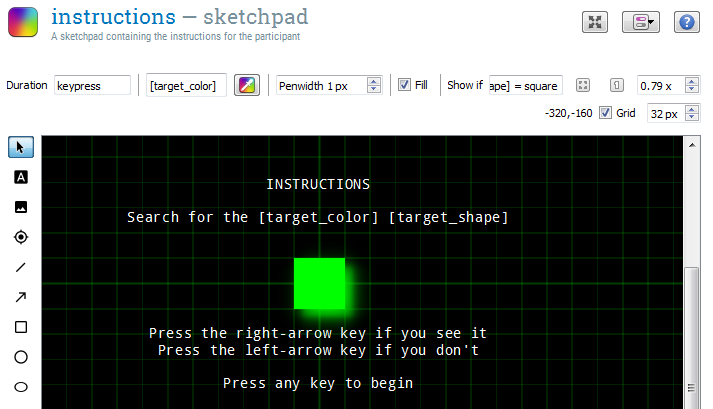 instructions — sketchpad
A sketchpad containing the instructions for the participant
Duration keypress [target_color] Penwidth 1 px Fill Show if ape] = square 0.79 x
-320,-160 Grid 32 px
INSTRUCTIONS
Search for the [target_color] [target_shape]
Press the right-arrow key if you see it
Press the left-arrow key if you don't
Press any key to begin